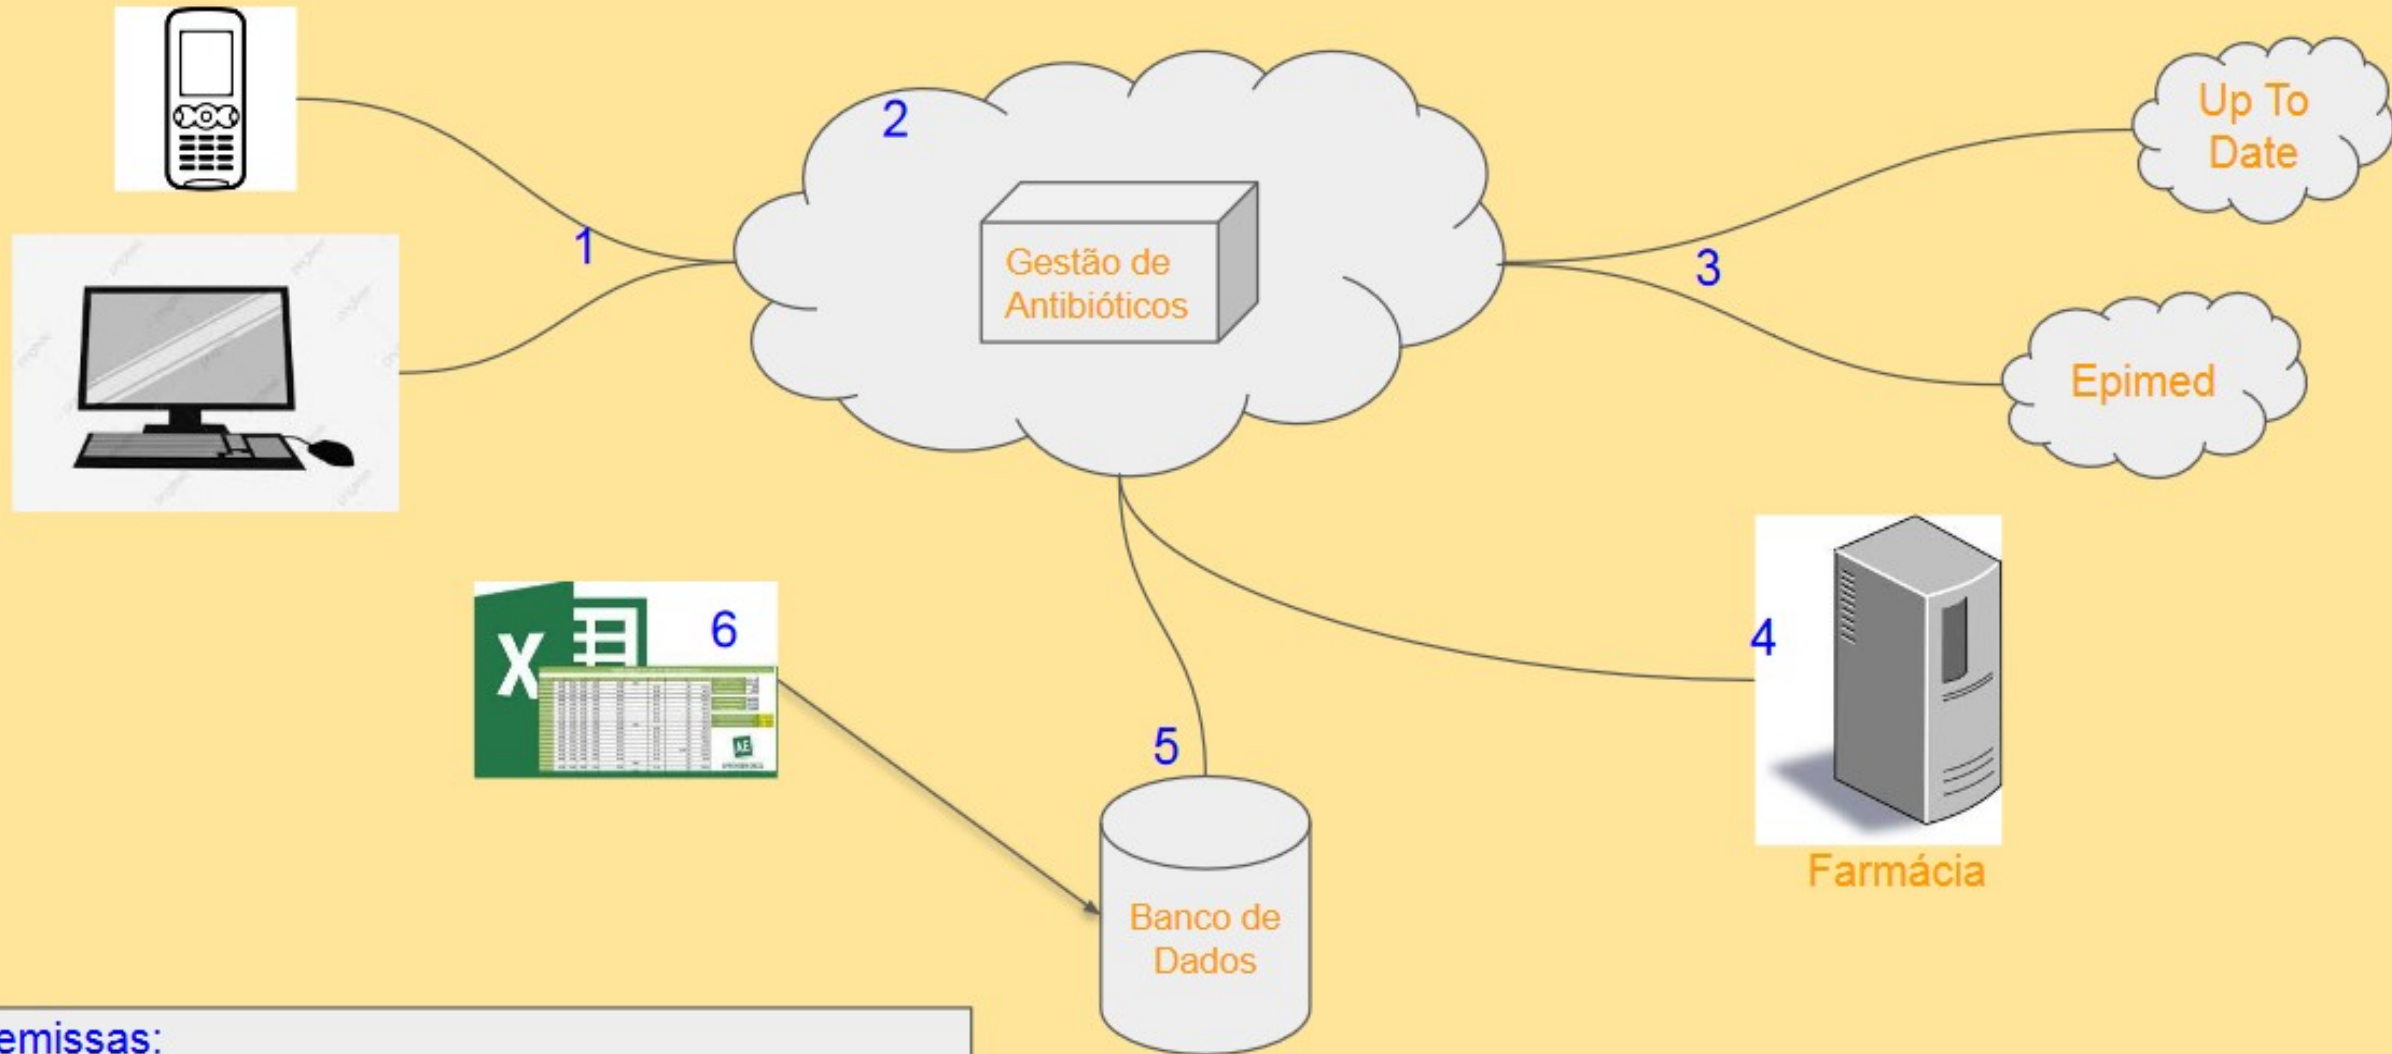 2
Up To
Date
1
Gestão de
Antibióticos
3
Epimed
X
6
4
5
Farmácia
Banco de
Dados
emissas: